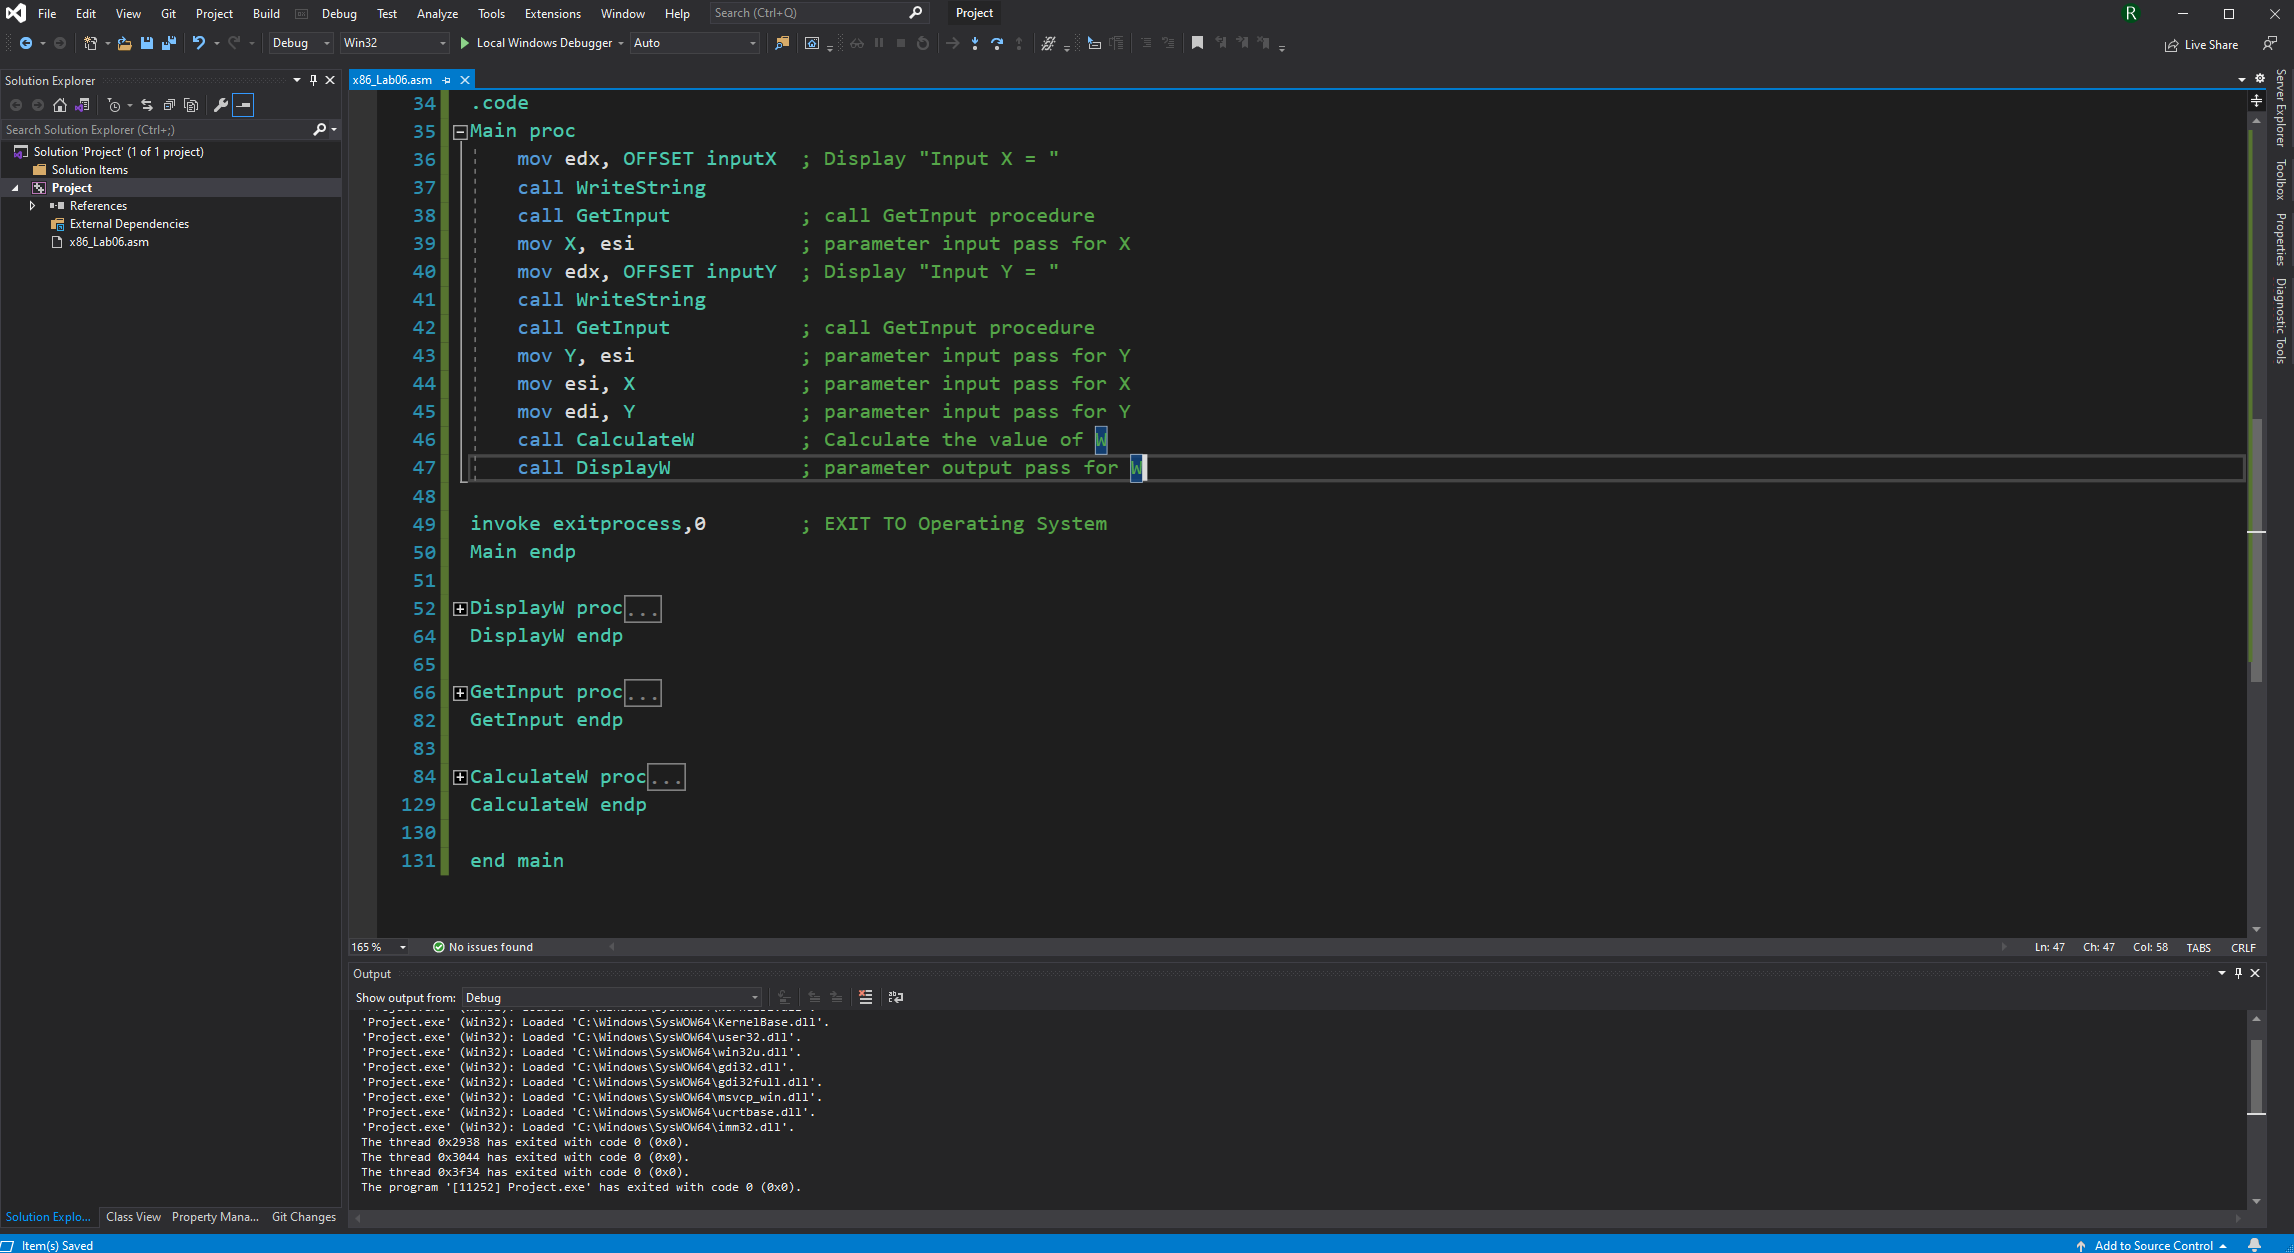 File Edit View Git Project Build Debug Test Analyze Tools Extensions Window Help Search (Ctrl+Q) Project R
Debug Win32 Local Windows Debugger Auto Live Share
Solution Explorer
Search Solution Explorer (Ctrl+;)
Solution 'Project' (1 of 1 project)
Solution Items
Project
References
External Dependencies
x86_Lab06.asm
x86_Lab06.asm
34 .code
35 Main proc
36 mov edx, OFFSET inputX ; Display "Input X = "
37 call WriteString
38 call GetInput ; call GetInput procedure
39 mov X, esi ; parameter input pass for X
40 mov edx, OFFSET inputY ; Display "Input Y = "
41 call WriteString
42 call GetInput ; call GetInput procedure
43 mov Y, esi ; parameter input pass for Y
44 mov esi, X ; parameter input pass for X
45 mov edi, Y ; parameter input pass for Y
46 call CalculateW ; Calculate the value of W
47 call DisplayW ; parameter output pass for W
48
49 invoke exitprocess,0 ; EXIT TO Operating System
50 Main endp
51
52 DisplayW proc...
64 DisplayW endp
65
66 GetInput proc...
82 GetInput endp
83
84 CalculateW proc...
129 CalculateW endp
130
131 end main
165 % No issues found Ln: 47 Ch: 47 Col: 58 TABS CRLF
Output
Show output from: Debug
'Project.exe' (Win32): Loaded 'C:\Windows\SysWOW64\KernelBase.dll'.
'Project.exe' (Win32): Loaded 'C:\Windows\SysWOW64\user32.dll'.
'Project.exe' (Win32): Loaded 'C:\Windows\SysWOW64\win32u.dll'.
'Project.exe' (Win32): Loaded 'C:\Windows\SysWOW64\gdi32.dll'.
'Project.exe' (Win32): Loaded 'C:\Windows\SysWOW64\gdi32full.dll'.
'Project.exe' (Win32): Loaded 'C:\Windows\SysWOW64\msvcp_win.dll'.
'Project.exe' (Win32): Loaded 'C:\Windows\SysWOW64\ucrtbase.dll'.
'Project.exe' (Win32): Loaded 'C:\Windows\SysWOW64\imm32.dll'.
The thread 0x2938 has exited with code 0 (0x0).
The thread 0x3044 has exited with code 0 (0x0).
The thread 0x3f34 has exited with code 0 (0x0).
The program '[11252] Project.exe' has exited with code 0 (0x0).
Server Explorer
Toolbox
Properties
Diagnostic Tools
Solution Explo... Class View Property Mana... Git Changes
Item(s) Saved Add to Source Control